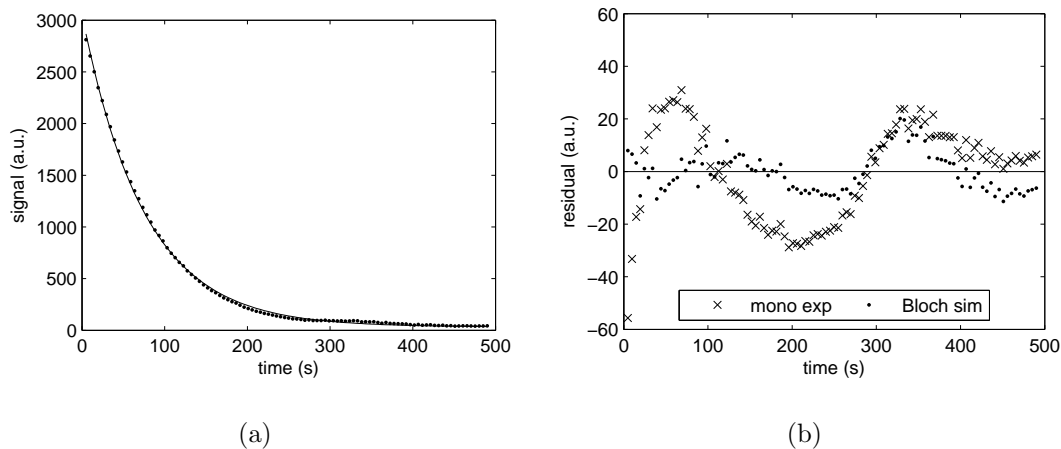 3000
2500
2000
1500
1000
500
0
signal (a.u.)
0 100 200 300 400 500
time (s)
(a)
60
40
20
0
−20
−40
−60
residual (a.u.)
mono exp Bloch sim
0 100 200 300 400 500
time (s)
(b)